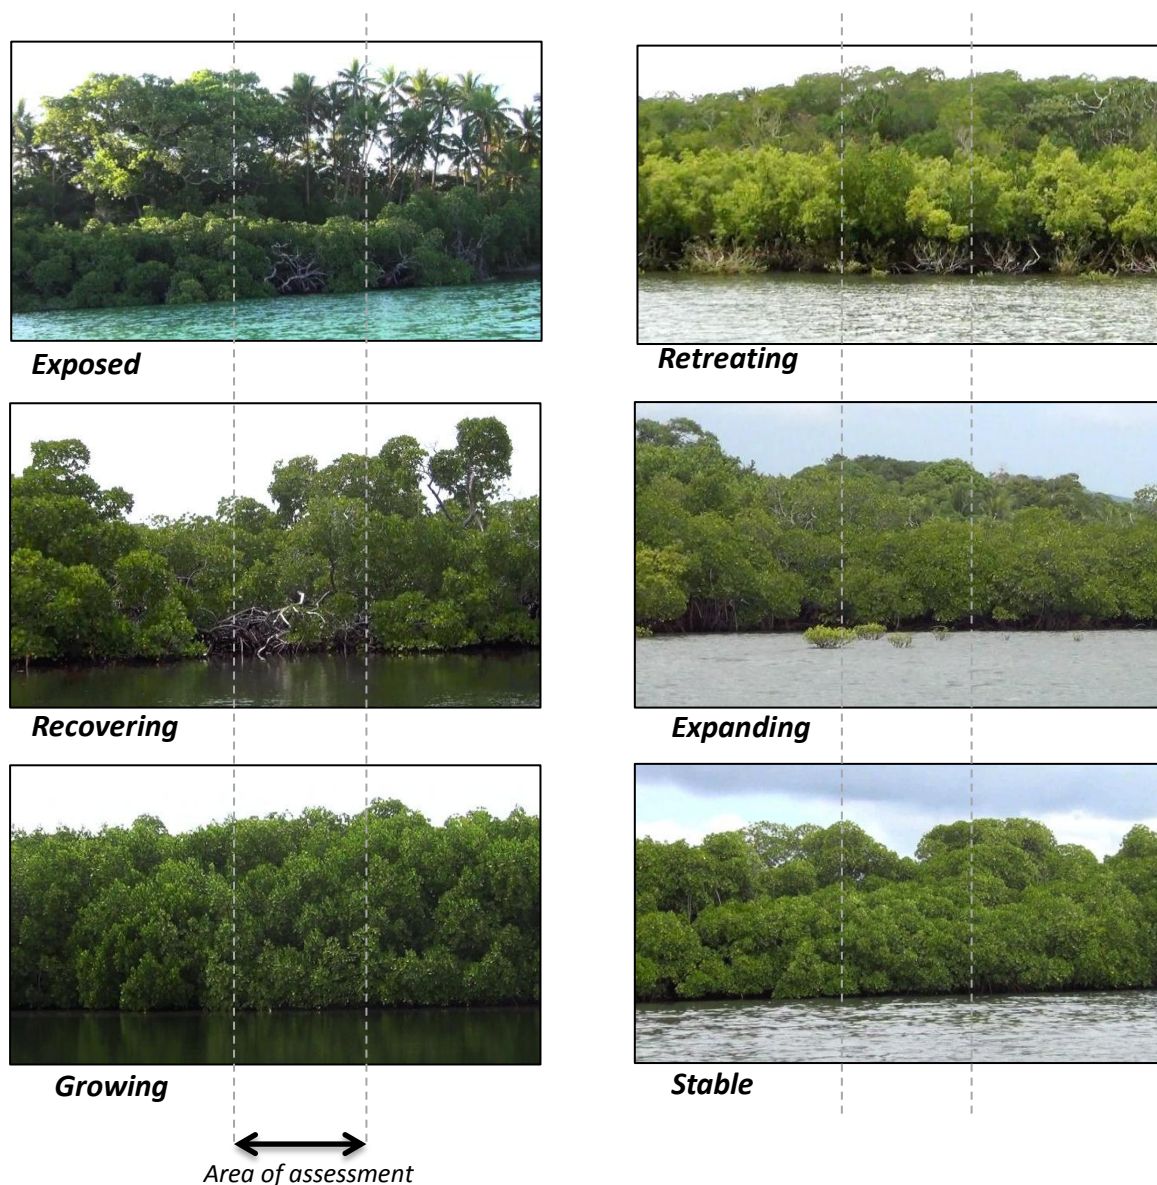 Exposed
Retreating
Recovering
Expanding
Growing
Stable
Area of assessment